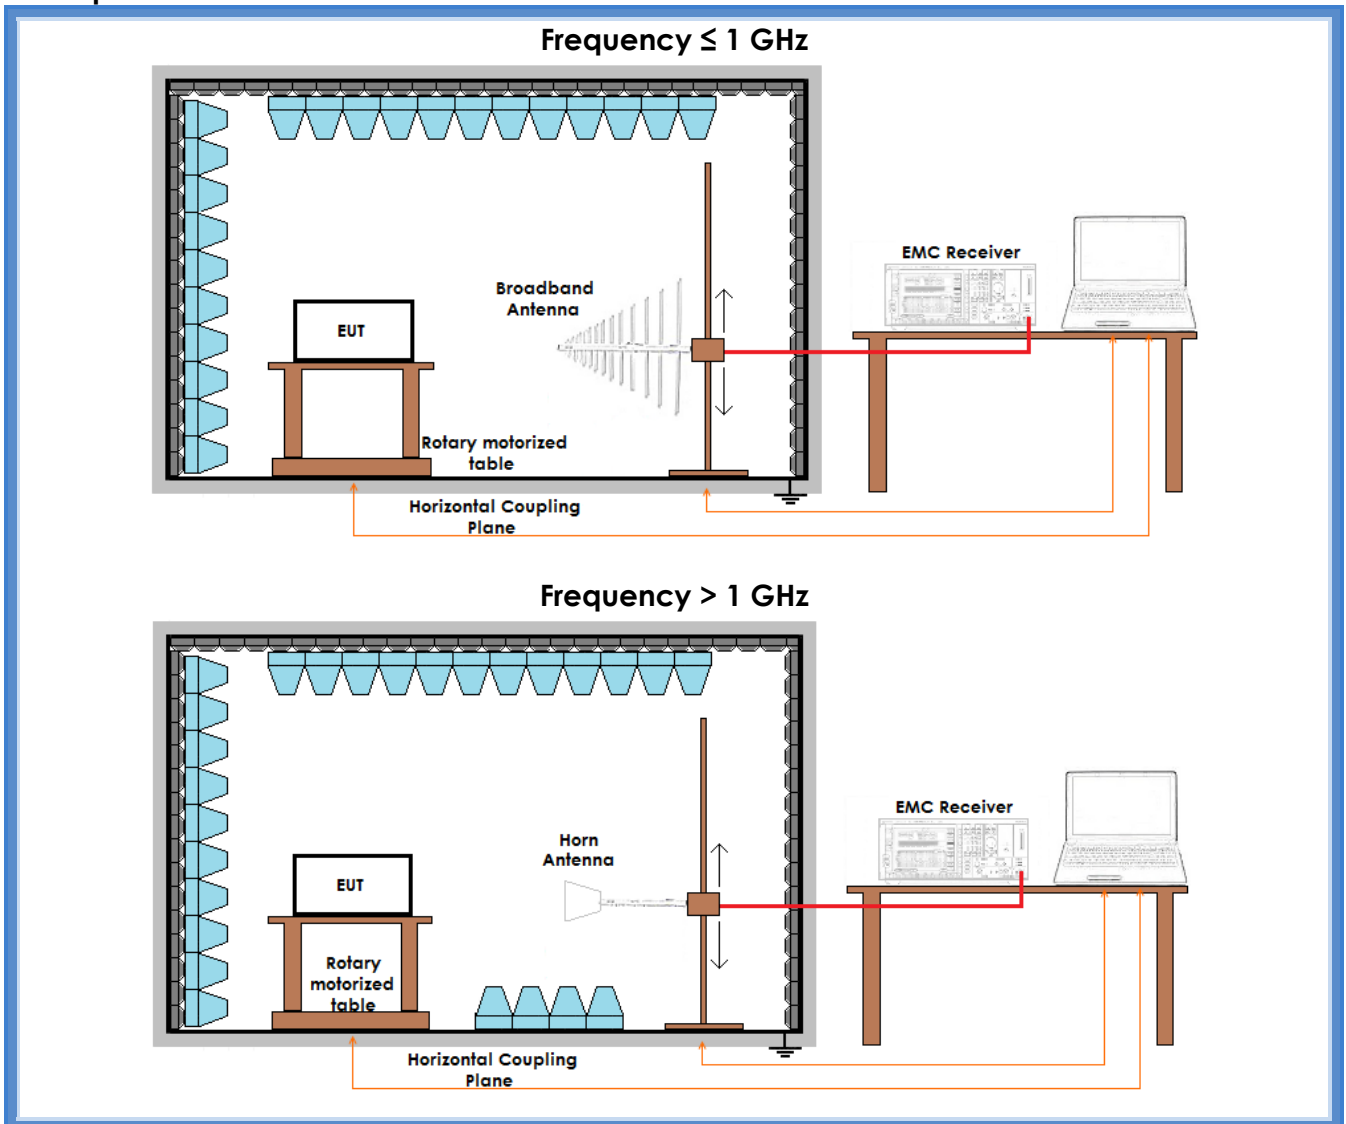 Frequency ≤ 1 GHz
EMC Receiver
Broadband
Antenna
EUT
Rotary motorized
table
Horizontal Coupling
Plane
Frequency > 1 GHz
EMC Receiver
Horn
Antenna
EUT
Rotary
motorized
table
Horizontal Coupling
Plane